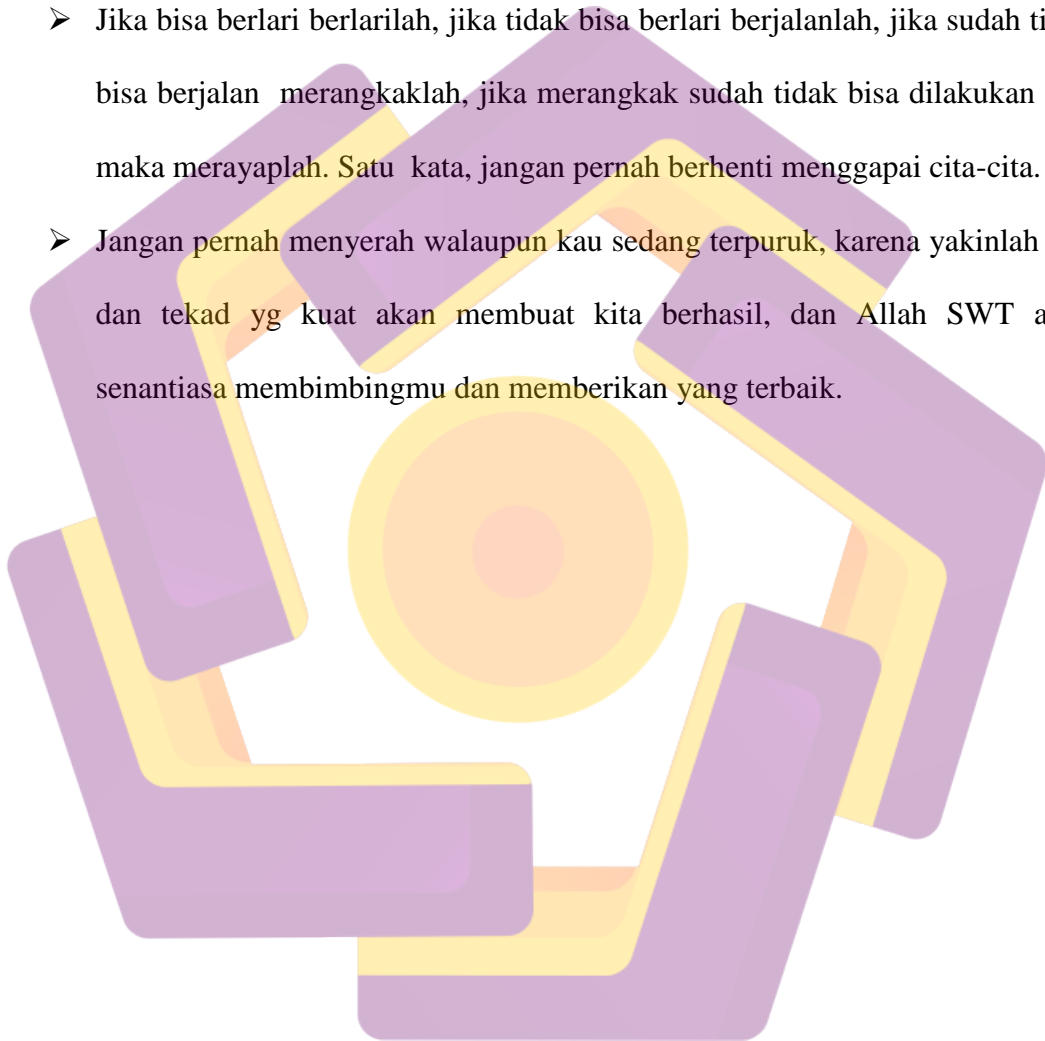 ➢ Jika bisa berlari berlarilah, jika tidak bisa berlari berjalanlah, jika sudah ti
bisa berjalan merangkaklah, jika merangkak sudah tidak bisa dilakukan
maka merayaplah. Satu kata, jangan pernah berhenti menggapai cita-cita.
➢ Jangan pernah menyerah walaupun kau sedang terpuruk, karena yakinlah
dan tekad yg kuat akan membuat kita berhasil, dan Allah SWT a
senantiasa membimbingmu dan memberikan yang terbaik.